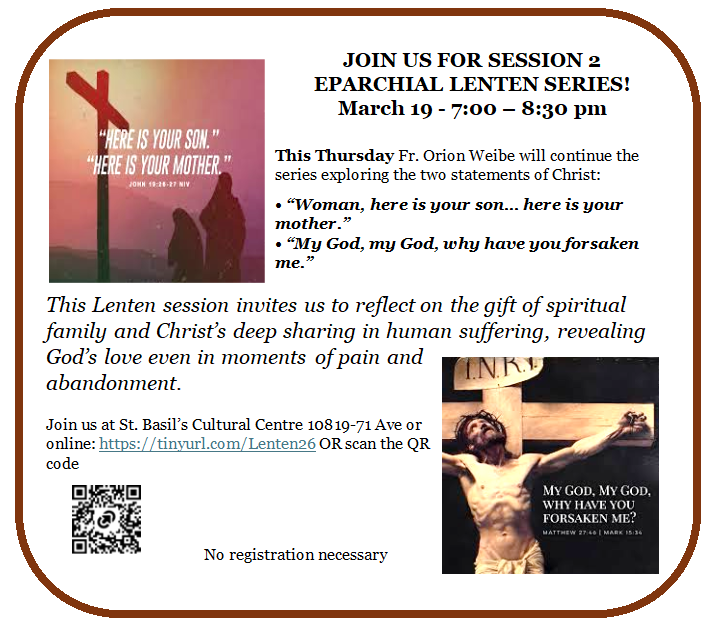 JOIN US FOR SESSION 2
EPARCHIAL LENTEN SERIES!
March 19 - 7:00 – 8:30 pm
“HERE IS YOUR SON.”
“HERE IS YOUR MOTHER.”
JOHN 19:26-27 NIV
This Thursday Fr. Orion Weibe will continue the
series exploring the two statements of Christ:
• “Woman, here is your son... here is your
mother.”
• “My God, my God, why have you forsaken
me.”
This Lenten session invites us to reflect on the gift of spiritual
family and Christ’s deep sharing in human suffering, revealing
God’s love even in moments of pain and
abandonment.
I.N.R.I
Join us at St. Basil’s Cultural Centre 10819-71 Ave or
online: https://tinyurl.com/Lenten26 OR scan the QR
code
MY GOD, MY GOD,
WHY HAVE YOU
FORSAKEN ME?
MATTHEW 27:46 | MARK 15:34
No registration necessary